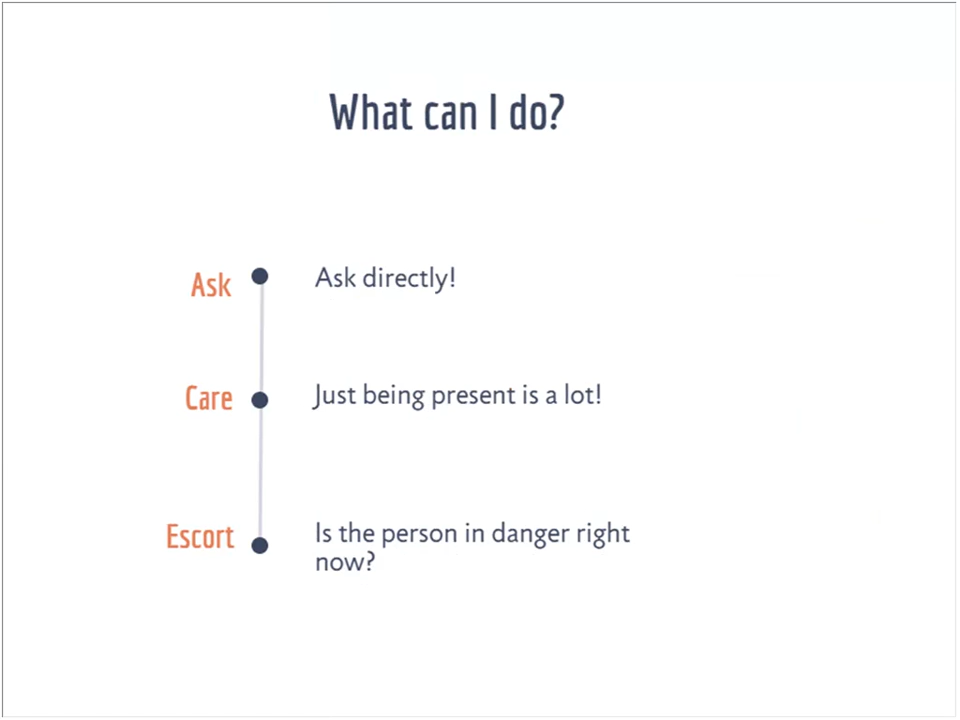 What can I do?
Ask
Ask directly!
Care
Just being present is a lot!
Escort
Is the person in danger right
now?